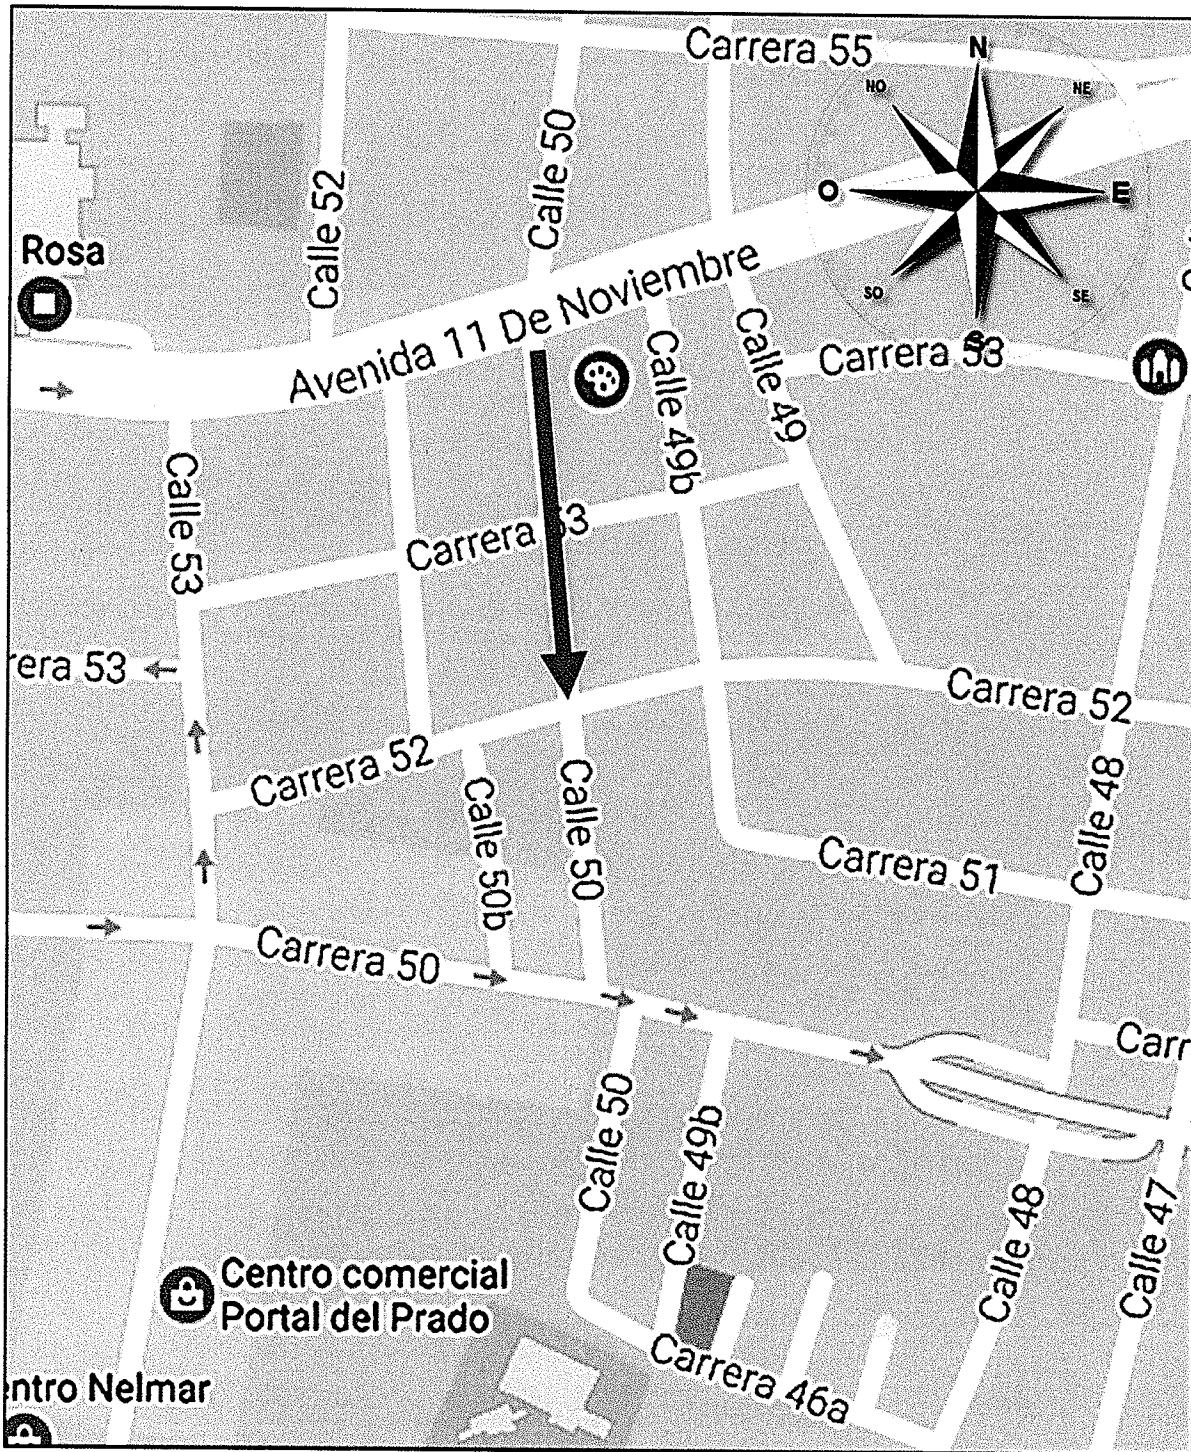 Carrera 55
N
NO
NE
Calle 50
Calle 52
O
E
Rosa
Avenida 11 De Noviembre
SO
SE
S
Calle 49
Carrera 53
Calle 49b
Calle 53
Carrera 53
rera 53
Carrera 52
Carrera 52
Calle 48
Calle 50b
Calle 50
Carrera 51
Carrera 50
Carr
Calle 50
Calle 49b
Calle 48
Calle 47
Centro comercial
Portal del Prado
Carrera 46a
entro Nelmar